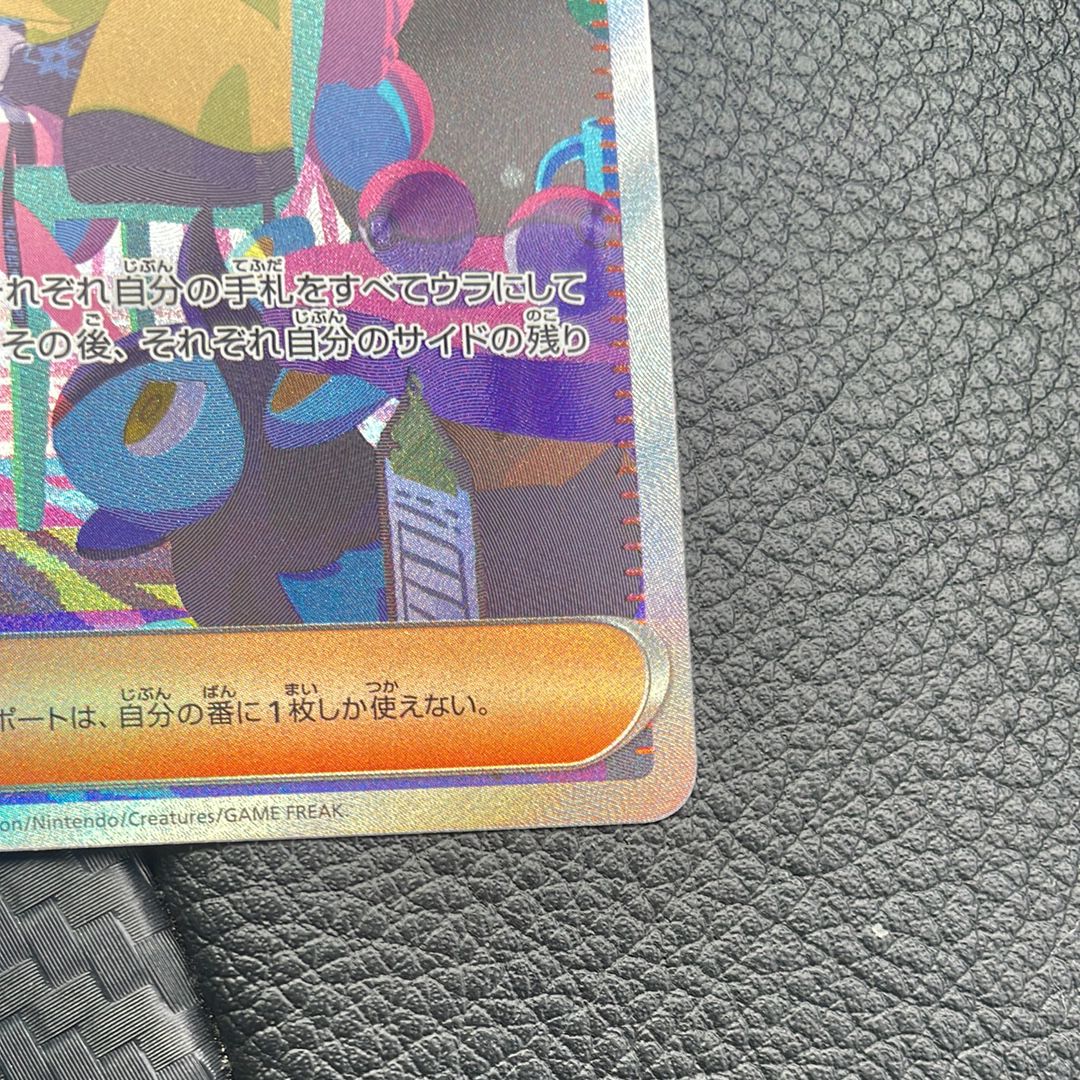 れぞれ自分の手札をすべてウラにして
その後、それぞれ自分のサイドの残り
ポートは、自分の番に1枚しか使えない。
on/Nintendo/Creatures/GAME FREAK.